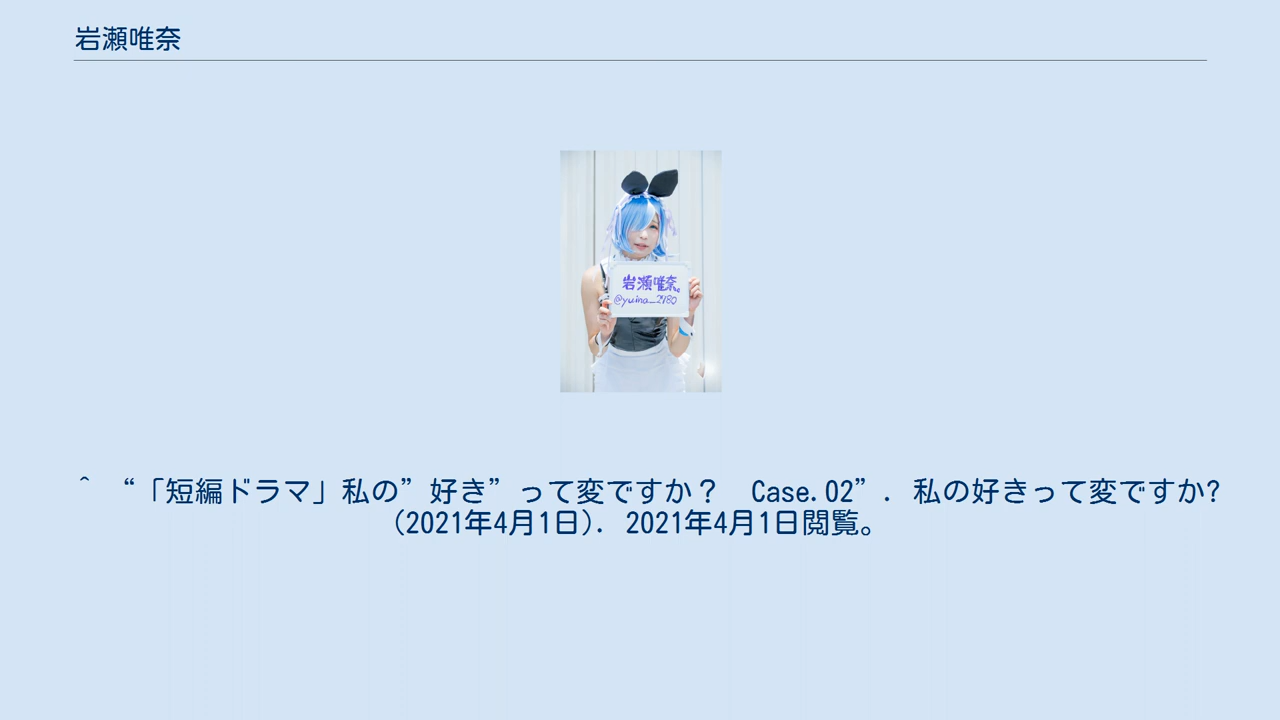 岩瀬唯奈
岩瀬唯奈。
@yuina_2980
^ “「短編ドラマ」私の”好き”って変ですか？ Case.02”. 私の好きって変ですか?
(2021年4月1日). 2021年4月1日閲覧。